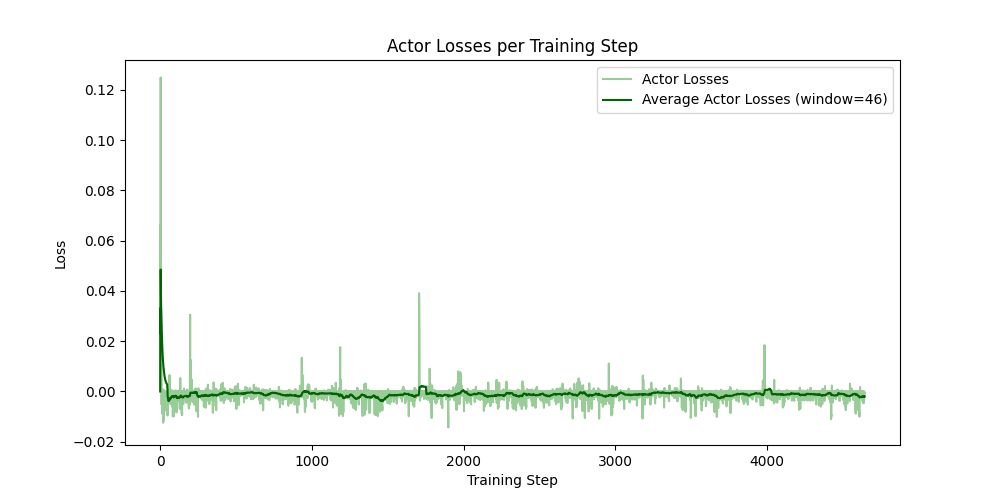 Actor Losses per Training Step
Actor Losses
Average Actor Losses (window=46)
0.12
0.10
0.08
0.06
0.04
0.02
0.00
−0.02
Loss
0 1000 2000 3000 4000
Training Step